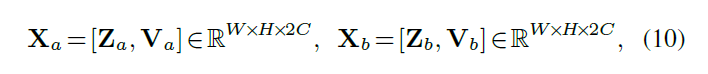 X_a = [Z_a, V_a] ∈ ℝ^{W×H×2C}, X_b = [Z_b, V_b] ∈ ℝ^{W×H×2C}, (10)